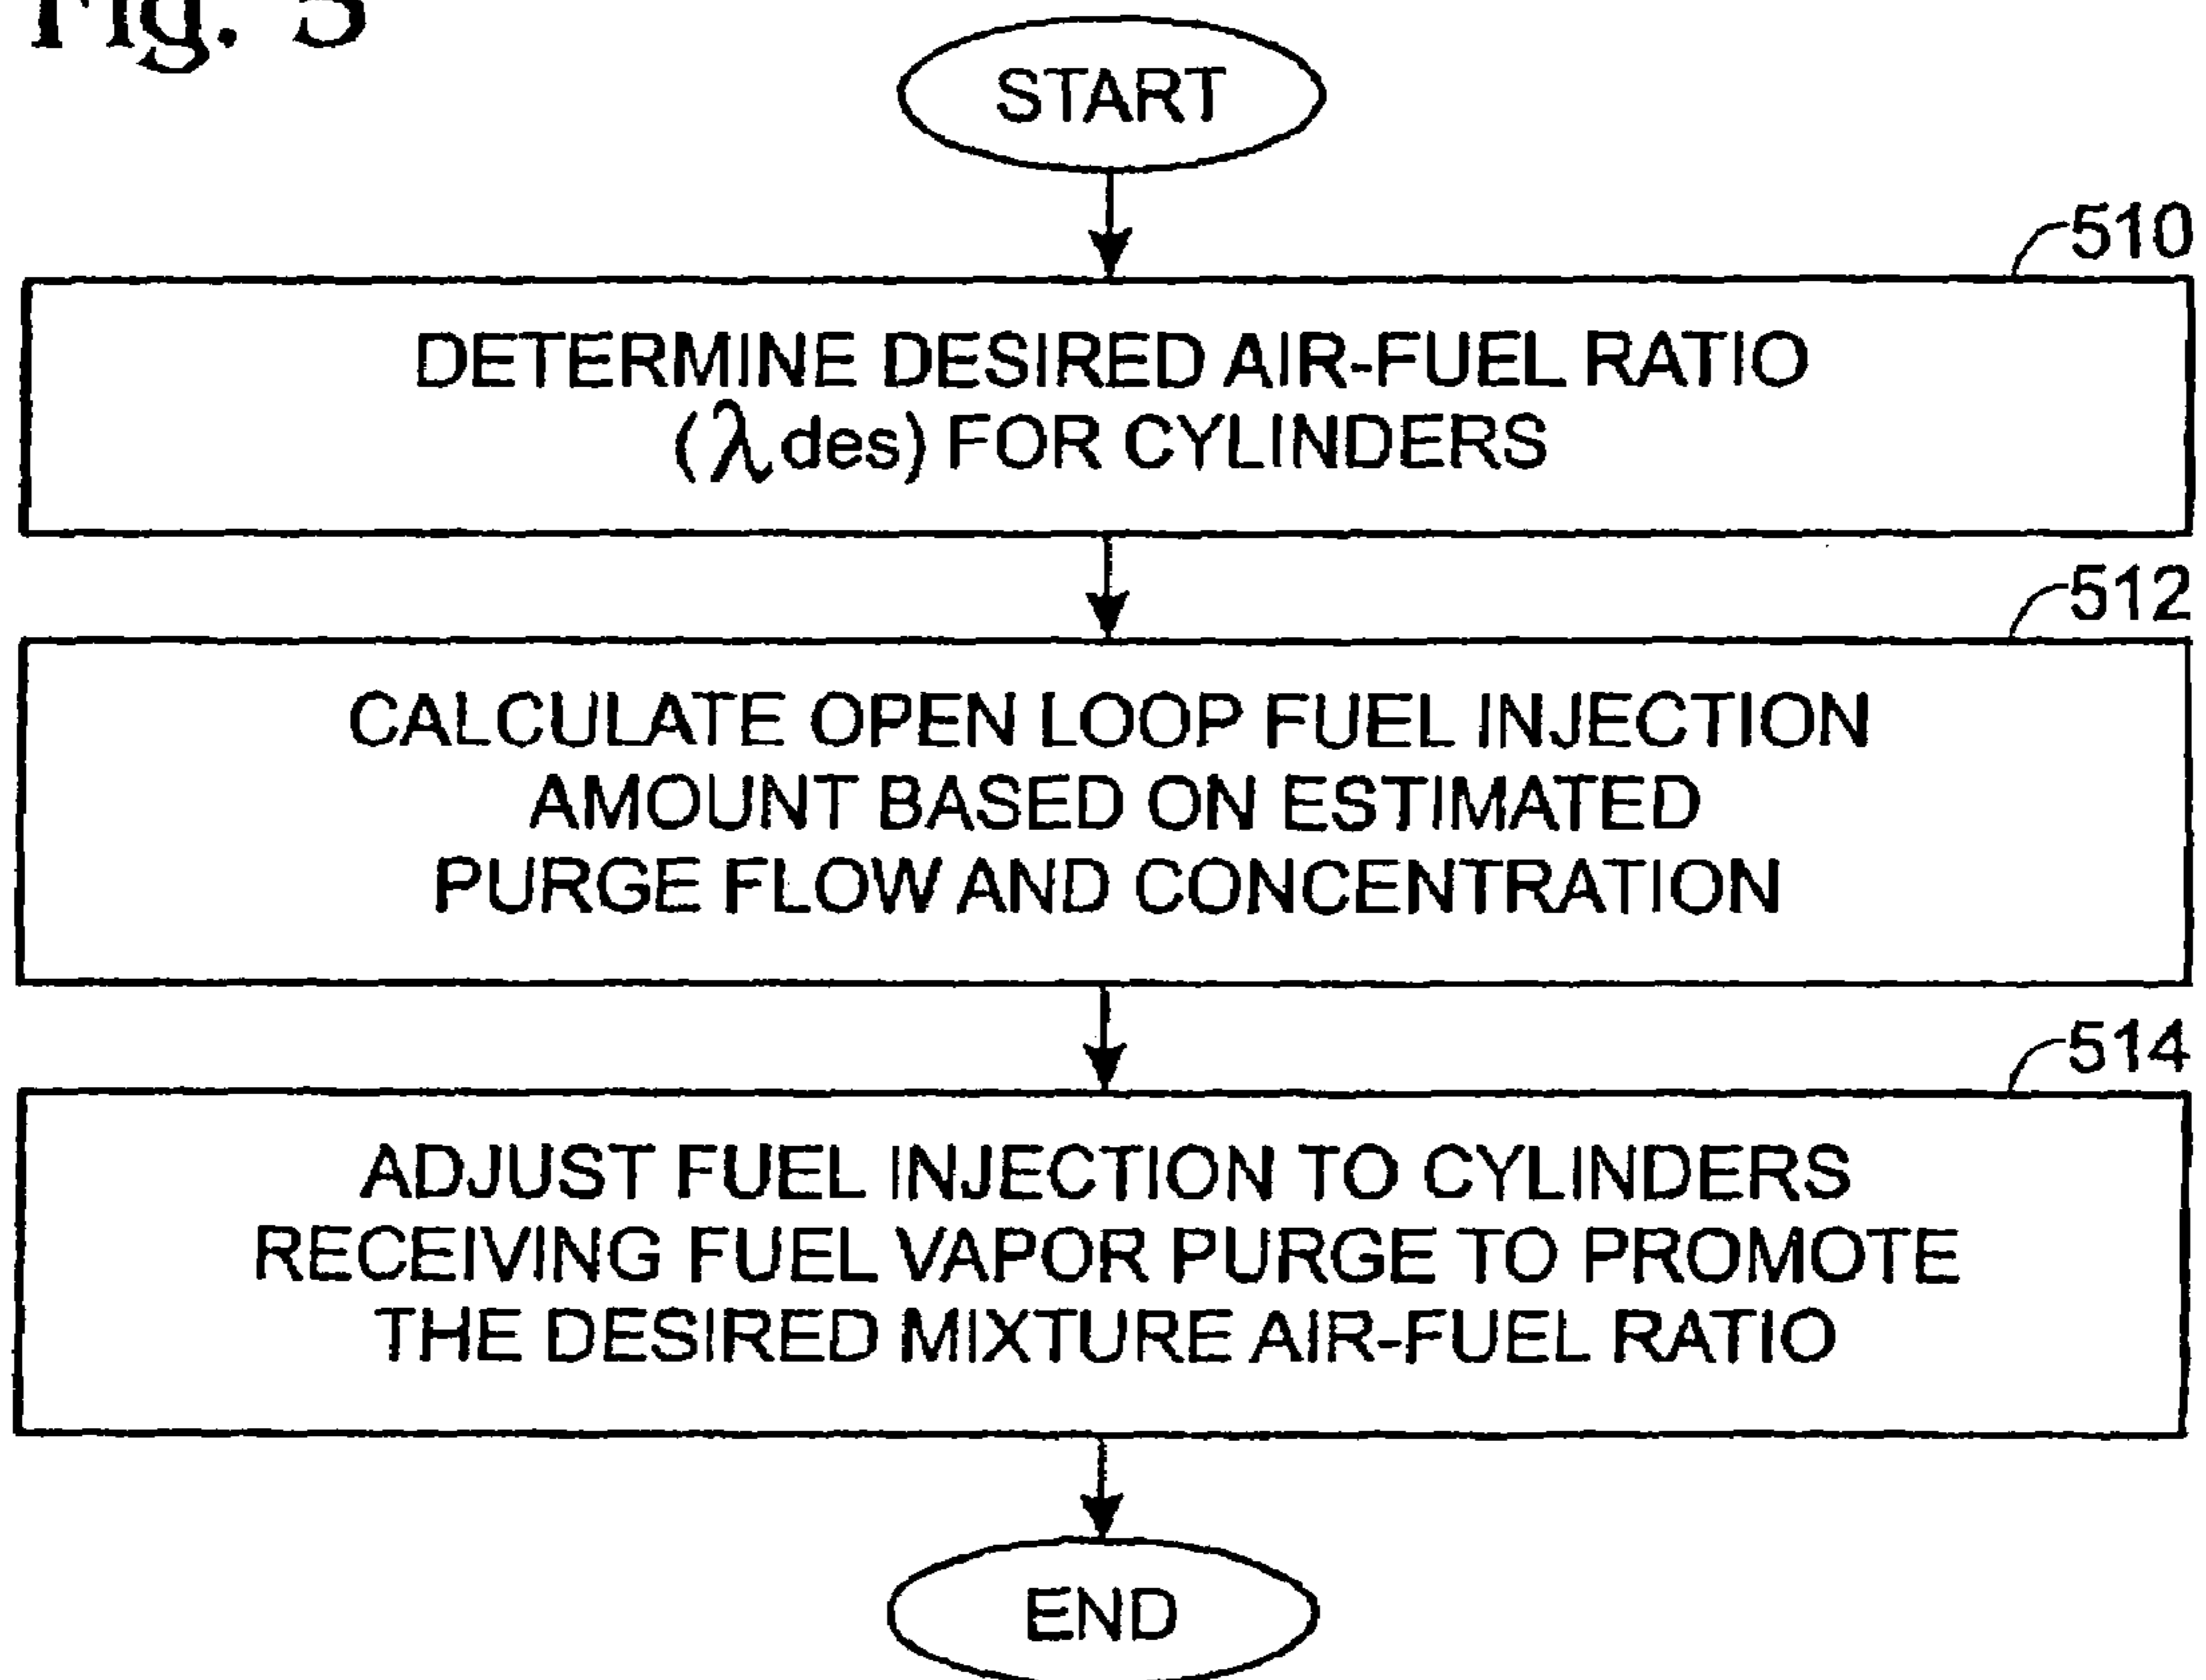 Fig. 5
START
510
DETERMINE DESIRED AIR-FUEL RATIO
(λdes) FOR CYLINDERS
512
CALCULATE OPEN LOOP FUEL INJECTION
AMOUNT BASED ON ESTIMATED
PURGE FLOW AND CONCENTRATION
514
ADJUST FUEL INJECTION TO CYLINDERS
RECEIVING FUEL VAPOR PURGE TO PROMOTE
THE DESIRED MIXTURE AIR-FUEL RATIO
END